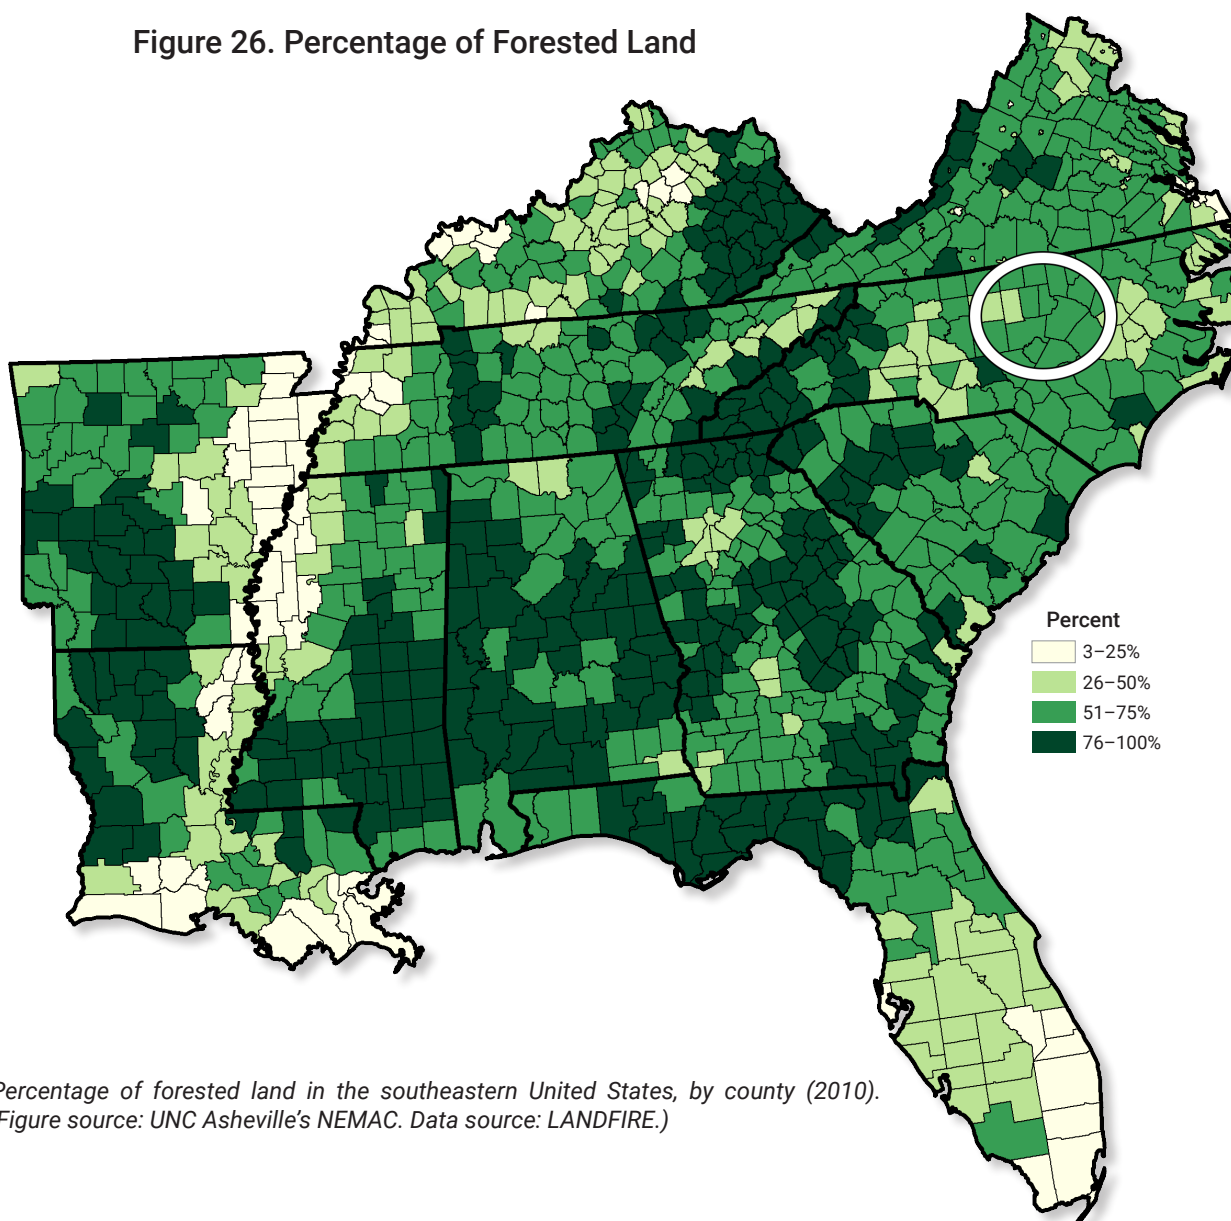 Figure 26. Percentage of Forested Land
Percent
3–25%
26–50%
51–75%
76–100%
Percentage of forested land in the southeastern United States, by county (2010).
Figure source: UNC Asheville's NEMAC. Data source: LANDFIRE.)